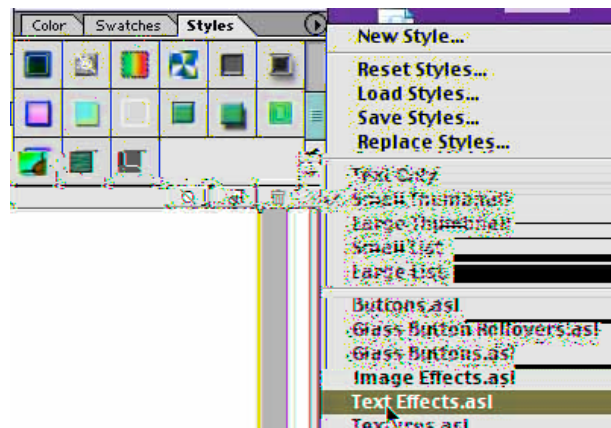 Color
Swatches
Styles
New Style...
Reset Styles...
Load Styles...
Save Styles...
Replace Styles...
Text Only
Small Thumbnail
Large Thumbnail
Small List
Large List
Buttons.asl
Glass Button Rollovers.asl
Glass Buttons.asl
Image Effects.asl
Text Effects.asl
Textures.asl